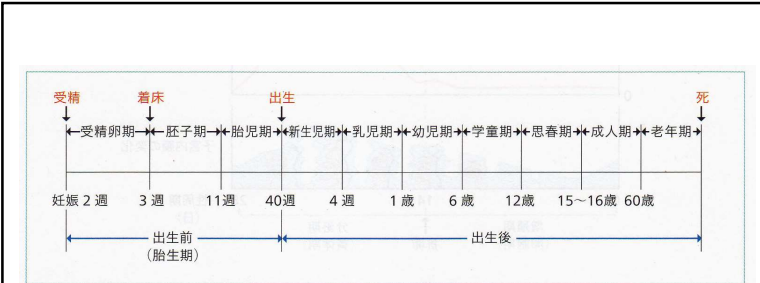 受精 着床 出生 死
受精卵期 胚子期 胎児期 新生児期 乳児期 幼児期 学童期 思春期 成人期 老年期
妊娠2週 3週 11週 40週 4週 1歳 6歳 12歳 15〜16歳 60歳
出生前 出生後
(胎生期)